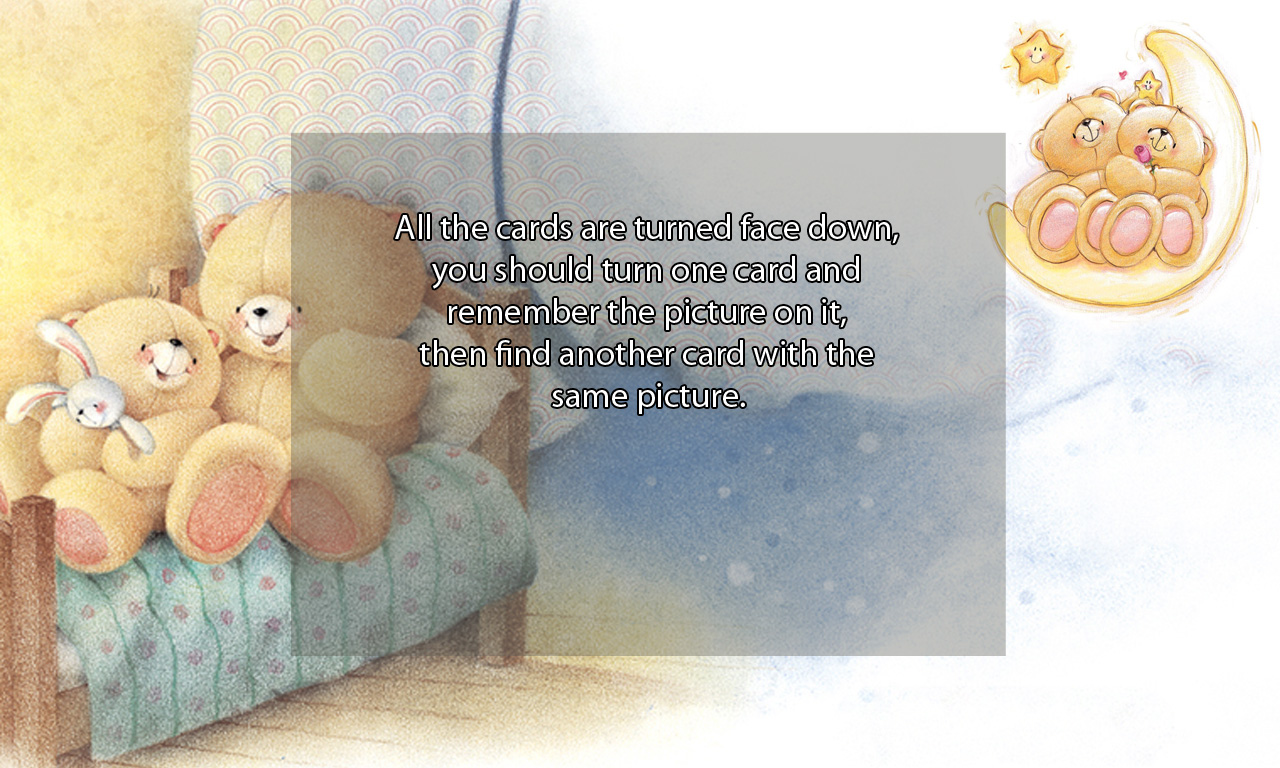 All the cards are turned face down,
you should turn one card and
remember the picture on it,
then find another card with the
same picture.